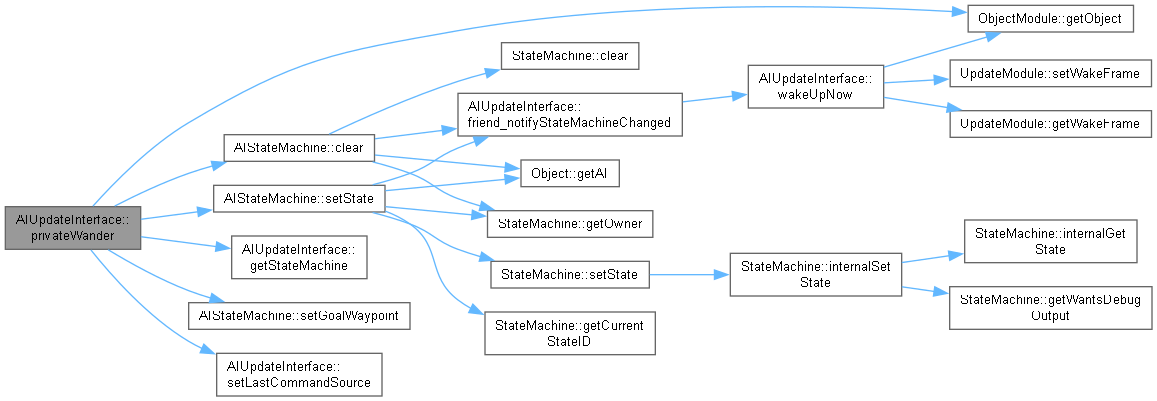 AIUpdateInterface::
privateWander
AIStateMachine::clear
AIStateMachine::setState
AIUpdateInterface::
getStateMachine
AIStateMachine::setGoalWaypoint
AIUpdateInterface::
setLastCommandSource
StateMachine::clear
AIUpdateInterface::
friend_notifyStateMachineChanged
Object::getAI
StateMachine::getOwner
StateMachine::setState
StateMachine::getCurrent
StateID
AIUpdateInterface::
wakeUpNow
StateMachine::internalSet
State
ObjectModule::getObject
UpdateModule::setWakeFrame
UpdateModule::getWakeFrame
StateMachine::internalGet
State
StateMachine::getWantsDebug
Output